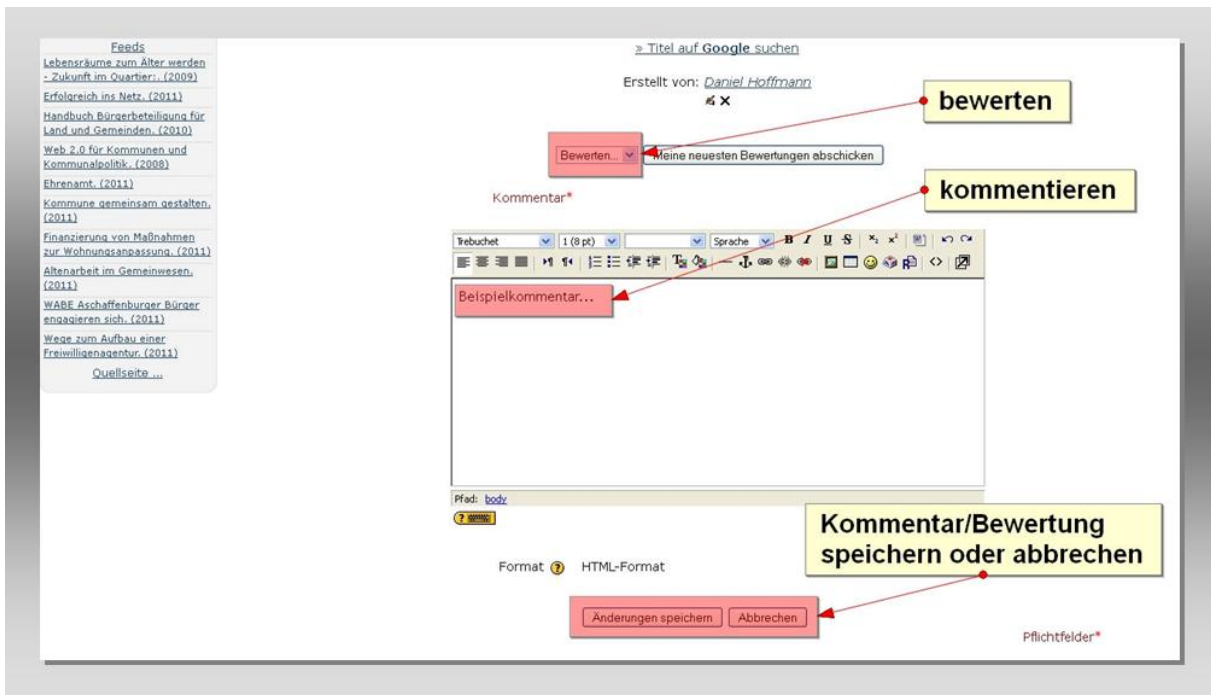 Feeds
Lebensräume zum Älter werden
- Zukunft im Quartier:. (2009)
Erfolgreich ins Netz. (2011)
Handbuch Bürgerbeteiligung für
Land und Gemeinden. (2010)
Web 2.0 für Kommunen und
Kommunalpolitik. (2008)
Ehrenamt. (2011)
Kommune gemeinsam gestalten.
(2011)
Finanzierung von Maßnahmen
zur Wohnungsanpassung. (2011)
Altenarbeit im Gemeinwesen.
(2011)
WABE Aschaffenburger Bürger
engagieren sich. (2011)
Wege zum Aufbau einer
Freiwilligenagentur. (2011)
Quellseite ...
» Titel auf Google suchen
Erstellt von: Daniel Hoffmann
bewerten
Bewerten... Meine neuesten Bewertungen abschicken
kommentieren
Kommentar*
Trebuchet 1 (8 pt) Sprache B I U S x₂ x²
Beispielkommentar...
Pfad: body
Kommentar/Bewertung
speichern oder abbrechen
Format ? HTML-Format
Änderungen speichern Abbrechen
Pflichtfelder*